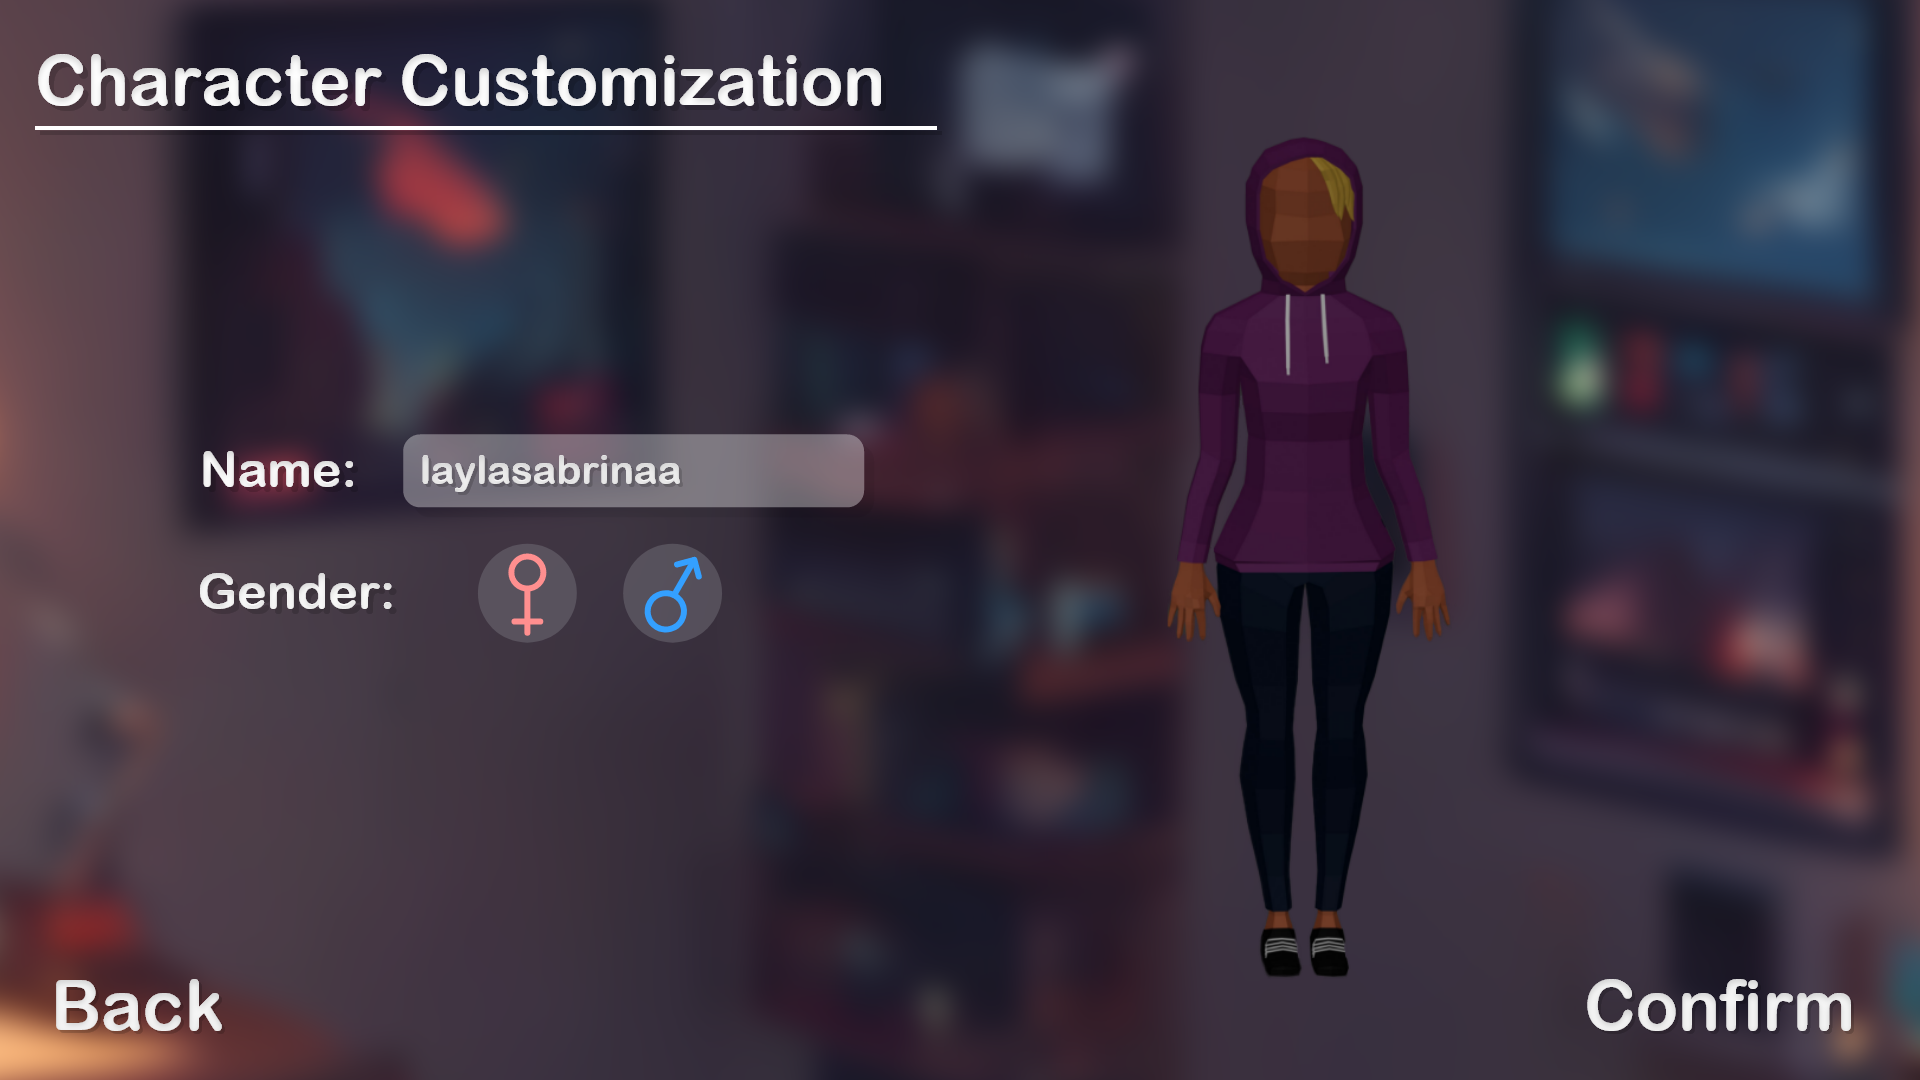 Character Customization
Name: laylasabrinaa
Gender:
Back
Confirm